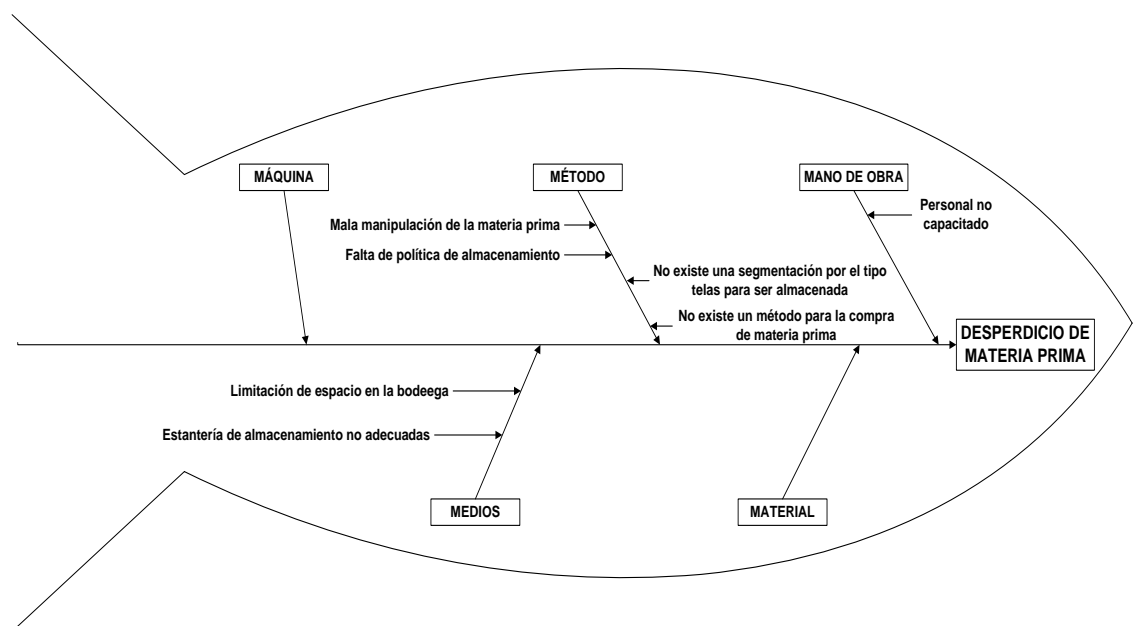 MÁQUINA
MÉTODO
MANO DE OBRA
Personal no
capacitado
Mala manipulación de la materia prima
Falta de política de almacenamiento
No existe una segmentación por el tipo
telas para ser almacenada
No existe un método para la compra
de materia prima
DESPERDICIO DE
MATERIA PRIMA
Limitación de espacio en la bodeega
Estantería de almacenamiento no adecuadas
MEDIOS
MATERIAL